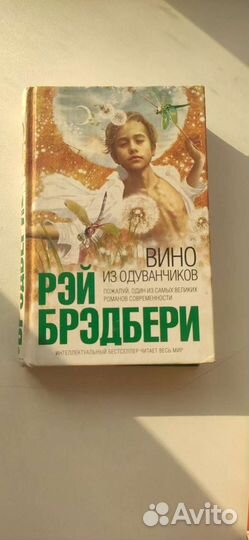 ВИНО
ИЗ ОДУВАНЧИКОВ
ПОЖАЛУЙ, ОДИН ИЗ САМЫХ ВЕЛИКИХ
РОМАНОВ СОВРЕМЕННОСТИ
РЭЙ
БРЭДБЕРИ
ИНТЕЛЛЕКТУАЛЬНЫЙ БЕСТСЕЛЛЕР ЧИТАЕТ ВЕСЬ МИР
Avito